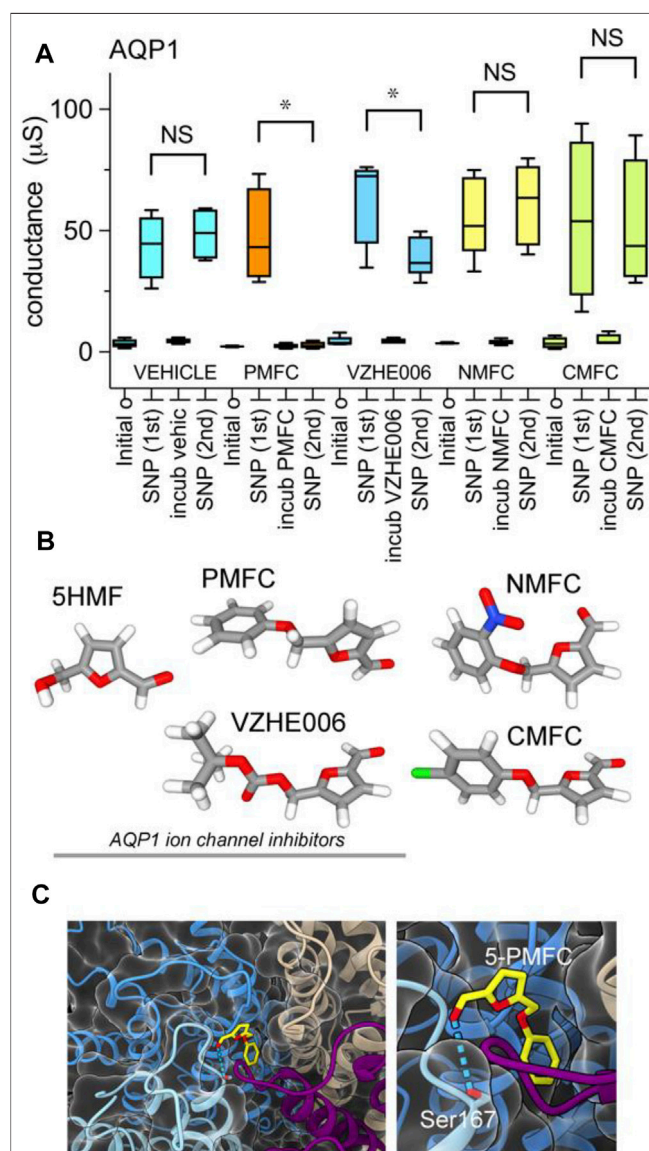 A
AQP1
conductance (µS)
100
50
0
NS
*
*
NS
NS
VEHICLE
PMFC
VZHE006
NMFC
CMFC
Initial o
SNP (1st)
incub vehic
SNP (2nd)
Initial o
SNP (1st)
incub PMFC
SNP (2nd)
Initial o
SNP (1st)
incub VZHE006
SNP (2nd)
Initial o
SNP (1st)
incub NMFC
SNP (2nd)
Initial o
SNP (1st)
incub CMFC
SNP (2nd)
B
5HMF
PMFC
NMFC
VZHE006
CMFC
AQP1 ion channel inhibitors
C
5-PMFC
Ser167